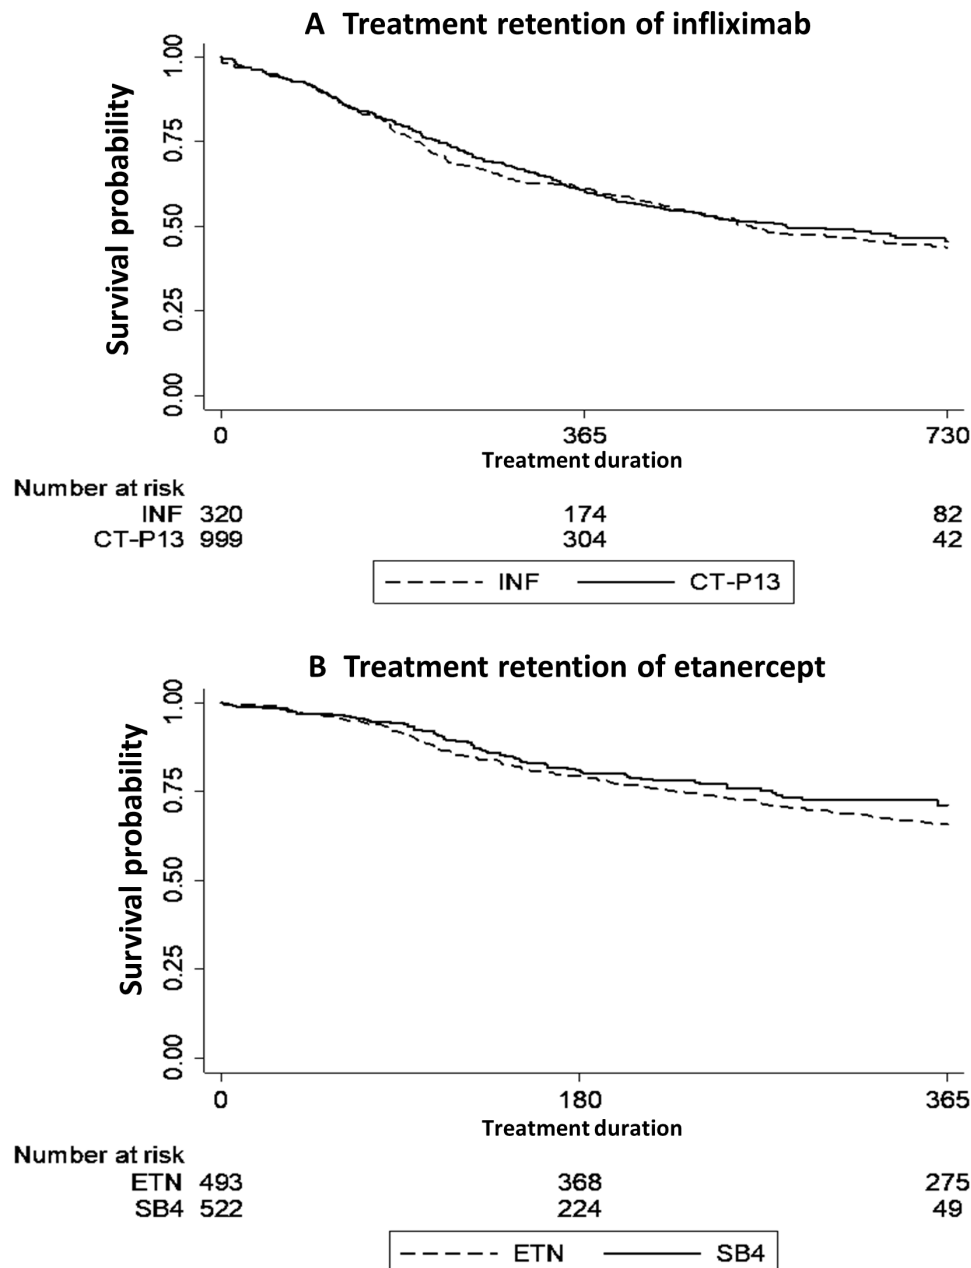 A Treatment retention of infliximab
Survival probability
1.00
0.75
0.50
0.25
0.00
0 365 730
Treatment duration
Number at risk
INF 320 174 82
CT-P13 999 304 42
INF CT-P13
B Treatment retention of etanercept
Survival probability
1.00
0.75
0.50
0.25
0.00
0 180 365
Treatment duration
Number at risk
ETN 493 368 275
SB4 522 224 49
ETN SB4